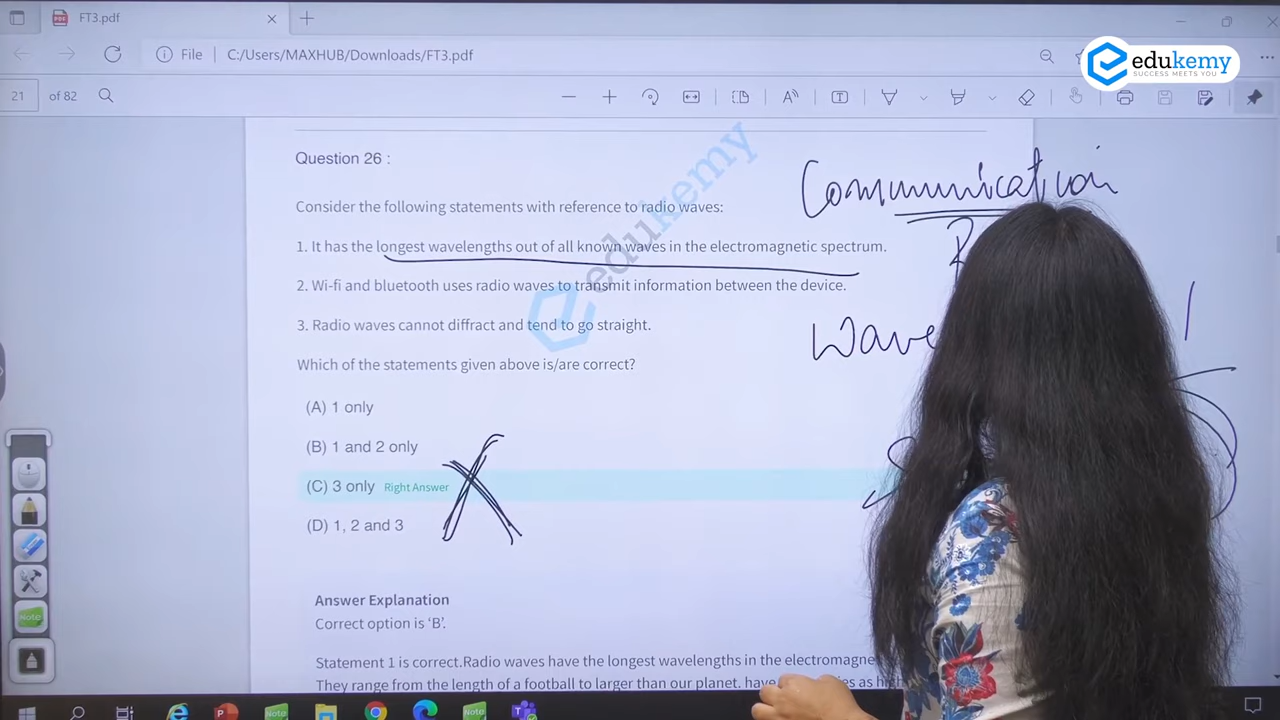 FT3.pdf
File C:/Users/MAXHUB/Downloads/FT3.pdf
edukemy
SUCCESS MEETS YOU
21 of 82
Question 26 :
Communication
Consider the following statements with reference to radio waves:
1. It has the longest wavelengths out of all known waves in the electromagnetic spectrum.
2. Wi-fi and bluetooth uses radio waves to transmit information between the device.
3. Radio waves cannot diffract and tend to go straight.
Wave
Which of the statements given above is/are correct?
(A) 1 only
(B) 1 and 2 only
(C) 3 only Right Answer
(D) 1, 2 and 3
edukemy
Answer Explanation
Correct option is ‘B’.
Statement 1 is correct.Radio waves have the longest wavelengths in the
They range from the length of a football to larger than our planet. have as
Note
Note
Note